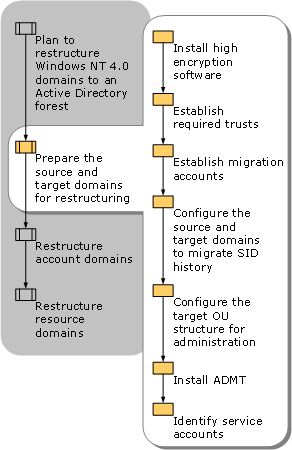 Plan to
restructure
Windows NT 4.0
domains to an
Active Directory
forest
Prepare the
source and
target domains
for restructuring
Restructure
account domains
Restructure
resource
domains
Install high
encryption
software
Establish
required trusts
Establish migration
accounts
Configure the
source and
target domains
to migrate SID
history
Configure the
target OU
structure for
administration
Install ADMT
Identify service
accounts